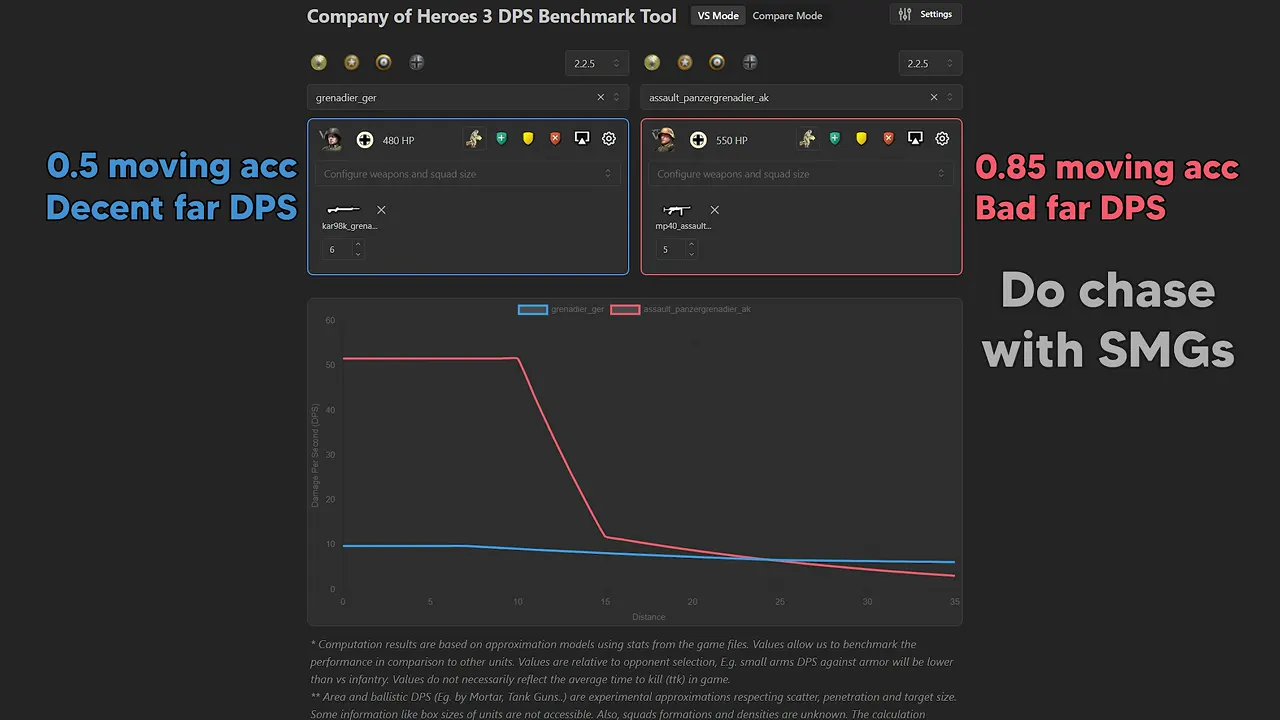 Company of Heroes 3 DPS Benchmark Tool VS Mode Compare Mode Settings
2.2.5 2.2.5
grenadier_ger assault_panzergrenadier_ak
480 HP 550 HP
Configure weapons and squad size Configure weapons and squad size
kar98k_grena... mp40_assault...
6 5
0.5 moving acc
Decent far DPS
0.85 moving acc
Bad far DPS
Do chase
with SMGs
grenadier_ger assault_panzergrenadier_ak
60
50
40
30
20
10
0
Damage Per Second (DPS)
0 5 10 15 20 25 30 35
Distance
* Computation results are based on approximation models using stats from the game files. Values allow us to benchmark the
performance in comparison to other units. Values are relative to opponent selection, E.g. small arms DPS against armor will be lower
than vs infantry. Values do not necessarily reflect the average time to kill (ttk) in game.
** Area and ballistic DPS (Eg. by Mortar, Tank Guns..) are experimental approximations respecting scatter, penetration and target size.
Some information like box sizes of units are not accessible. Also, squads formations and densities are unknown. The calculation